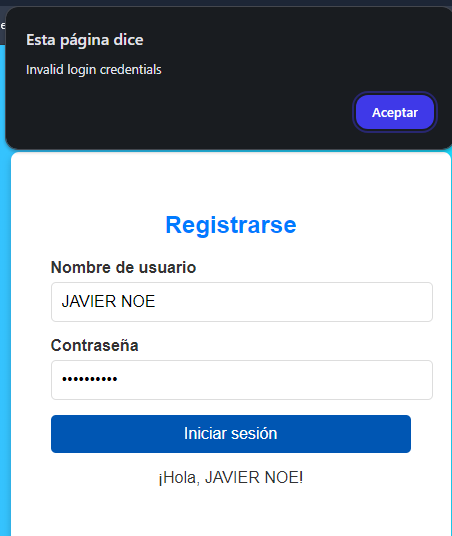 Esta página dice
Invalid login credentials
Aceptar
Registrarse
Nombre de usuario
JAVIER NOE
Contraseña
••••••••••
Iniciar sesión
¡Hola, JAVIER NOE!